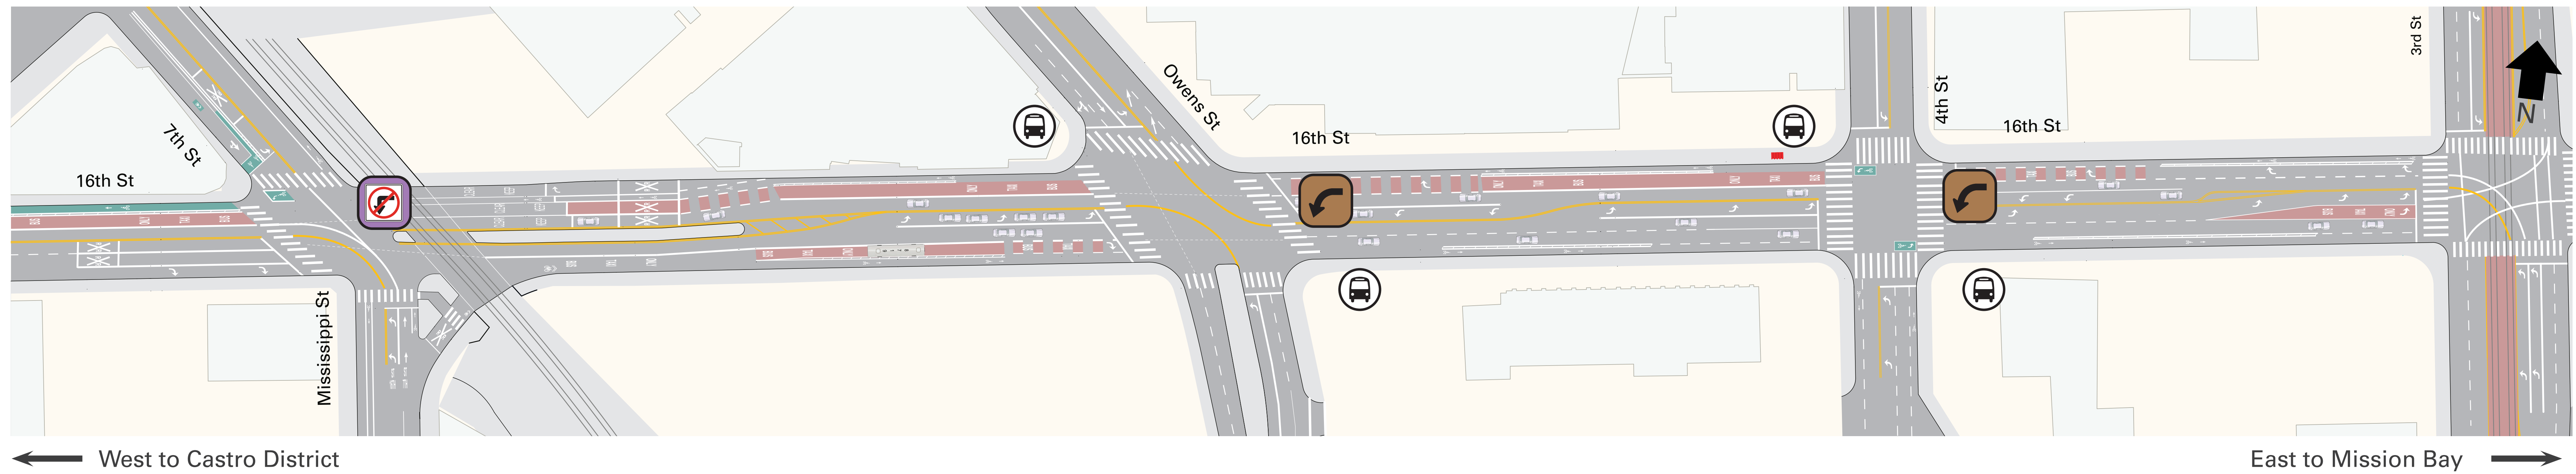 3rd St
Owens St
4th St
N
7th St
16th St
16th St
16th St
Mississippi St
West to Castro District
East to Mission Bay